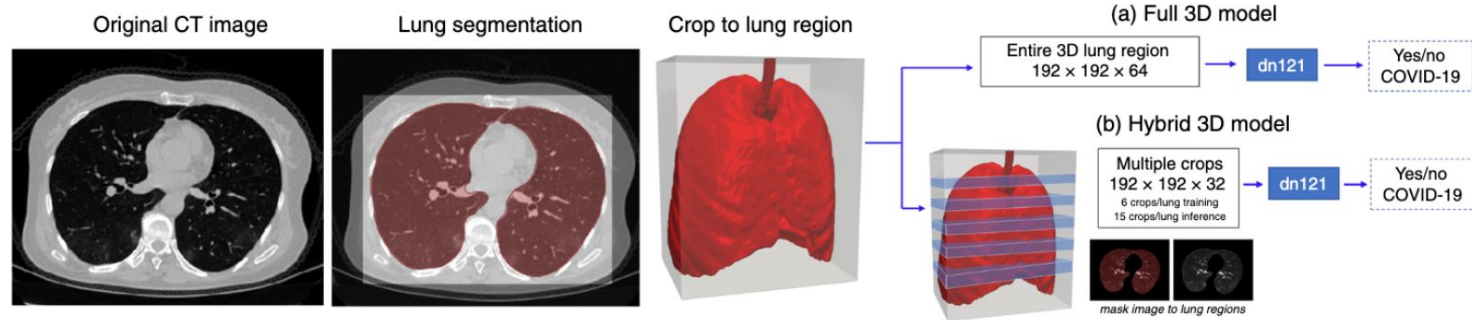 Original CT image
Lung segmentation
Crop to lung region
(a) Full 3D model
Entire 3D lung region
192 × 192 × 64
dn121
Yes/no
COVID-19
(b) Hybrid 3D model
Multiple crops
192 × 192 × 32
6 crops/lung training
15 crops/lung inference
dn121
Yes/no
COVID-19
mask image to lung regions